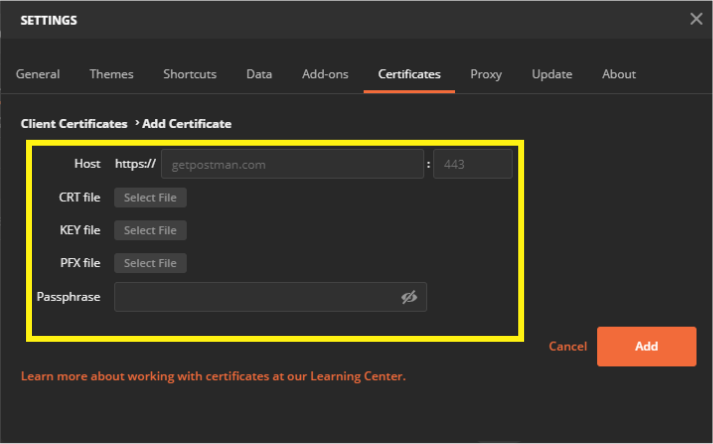 SETTINGS
General Themes Shortcuts Data Add-ons Certificates Proxy Update About
Client Certificates > Add Certificate
Host https:// getpostman.com : 443
CRT file Select File
KEY file Select File
PFX file Select File
Passphrase
Cancel Add
Learn more about working with certificates at our Learning Center.